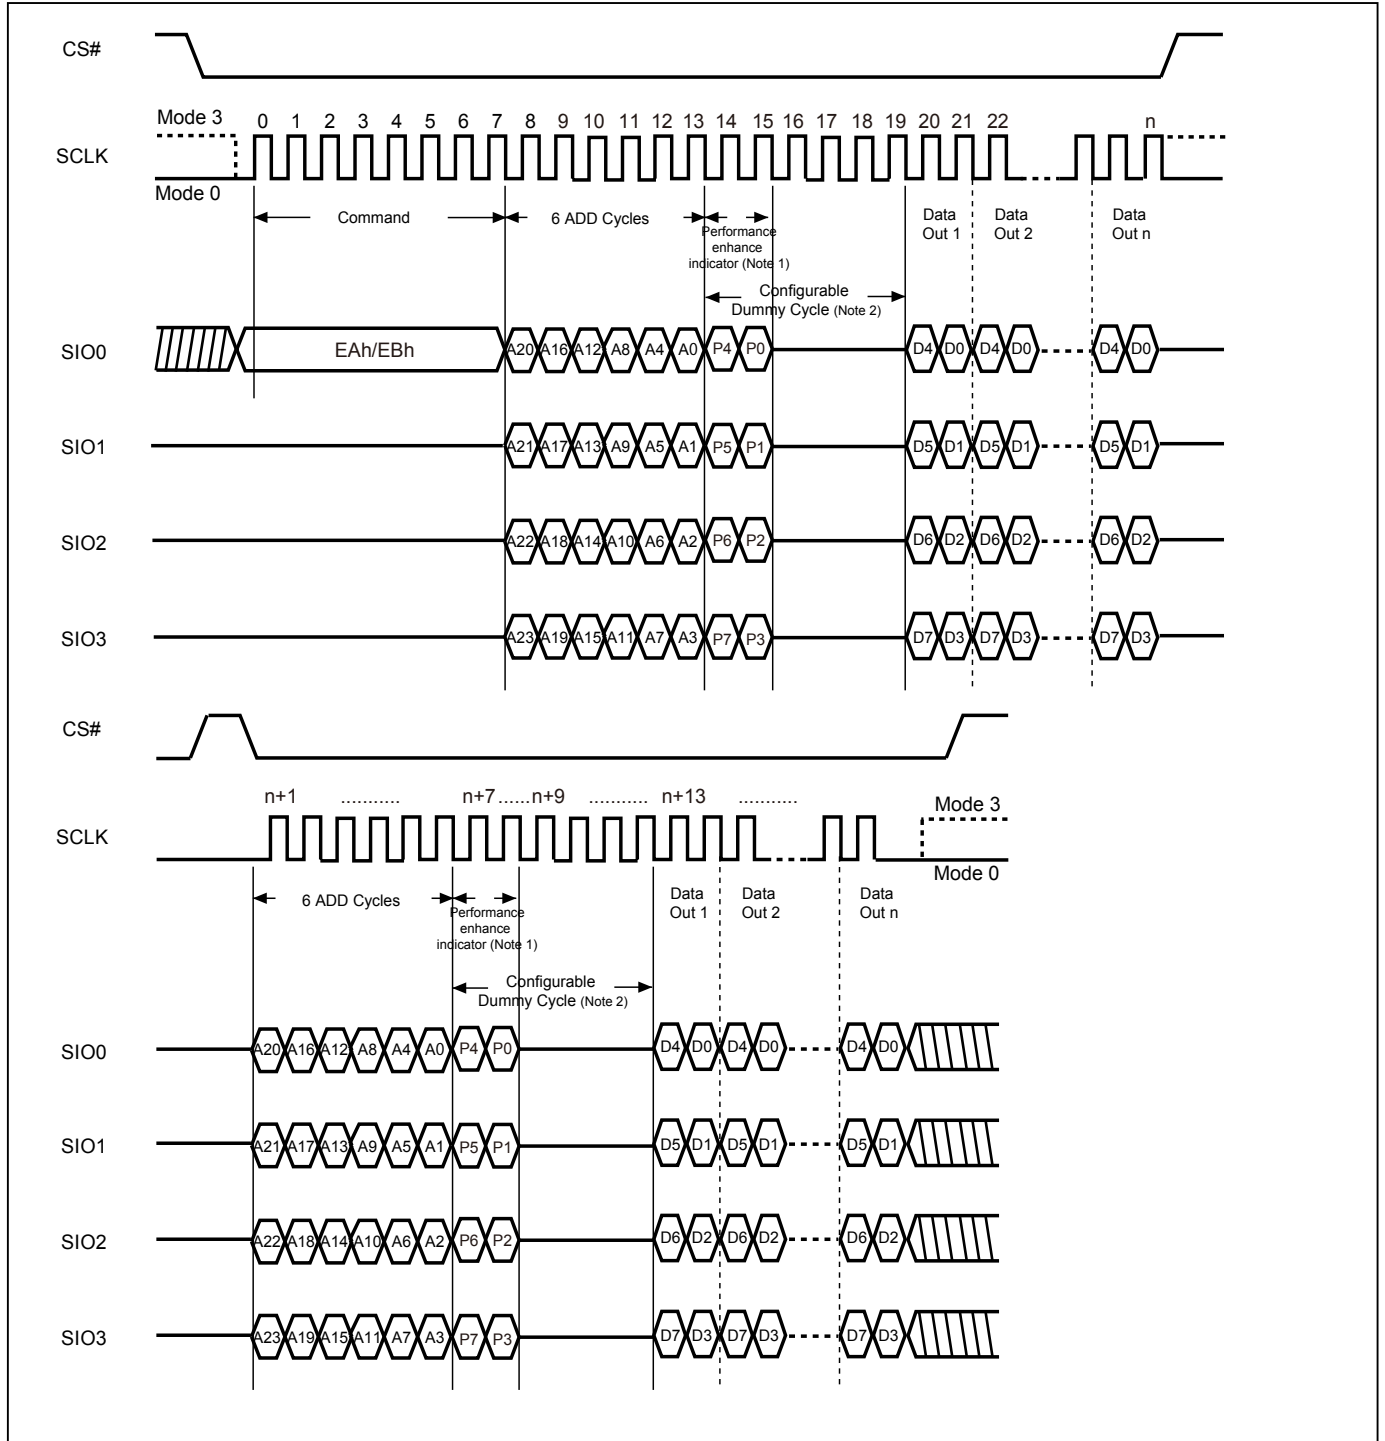 CS#
Mode 3
0 1 2 3 4 5 6 7 8 9 10 11 12 13 14 15 16 17 18 19 20 21 22 n
SCLK
Mode 0
Command 6 ADD Cycles Performance enhance indicator (Note 1) Data Out 1 Data Out 2 Data Out n
Configurable Dummy Cycle (Note 2)
SIO0 EAh/EBh A20 A16 A12 A8 A4 A0 P4 P0 D4 D0 D4 D0 D4 D0
SIO1 A21 A17 A13 A9 A5 A1 P5 P1 D5 D1 D5 D1 D5 D1
SIO2 A22 A18 A14 A10 A6 A2 P6 P2 D6 D2 D6 D2 D6 D2
SIO3 A23 A19 A15 A11 A7 A3 P7 P3 D7 D3 D7 D3 D7 D3
CS#
n+1 ........... n+7 ......n+9 ........... n+13 ...........
Mode 3
SCLK
Mode 0
6 ADD Cycles Performance enhance indicator (Note 1) Data Out 1 Data Out 2 Data Out n
Configurable Dummy Cycle (Note 2)
SIO0 A20 A16 A12 A8 A4 A0 P4 P0 D4 D0 D4 D0 D4 D0
SIO1 A21 A17 A13 A9 A5 A1 P5 P1 D5 D1 D5 D1 D5 D1
SIO2 A22 A18 A14 A10 A6 A2 P6 P2 D6 D2 D6 D2 D6 D2
SIO3 A23 A19 A15 A11 A7 A3 P7 P3 D7 D3 D7 D3 D7 D3